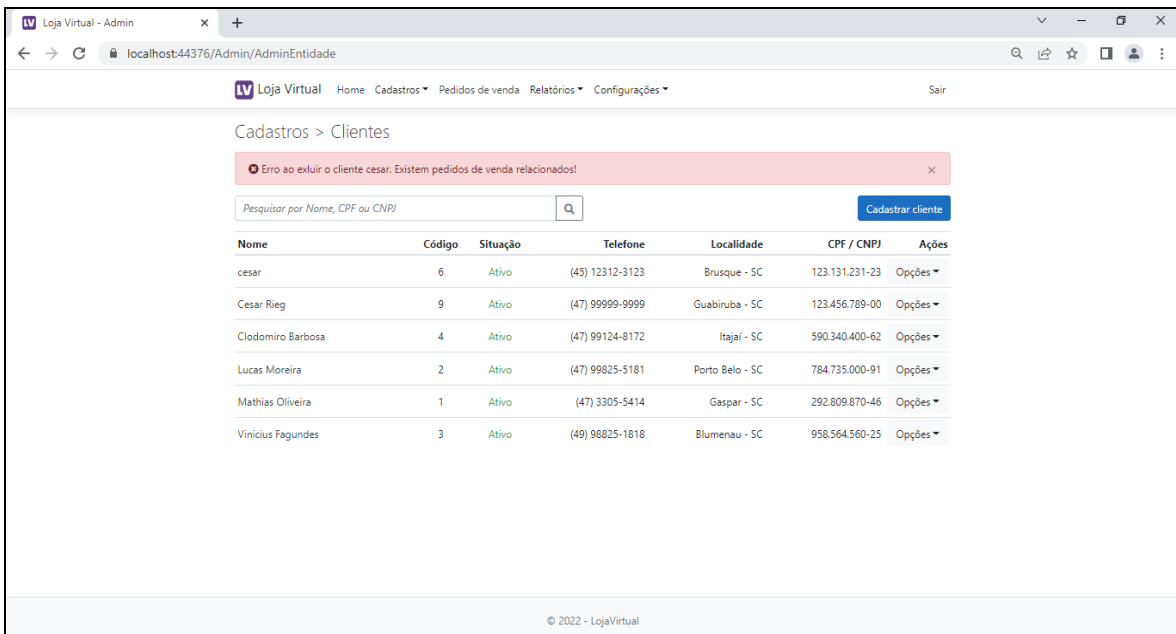 LV Loja Virtual - Admin
localhost:44376/Admin/AdminEntidade
LV Loja Virtual Home Cadastros Pedidos de venda Relatórios Configurações Sair
Cadastros > Clientes
Erro ao exluir o cliente cesar. Existem pedidos de venda relacionados!
Pesquisar por Nome, CPF ou CNPJ Cadastrar cliente
Nome Código Situação Telefone Localidade CPF / CNPJ Ações
cesar 6 Ativo (45) 12312-3123 Brusque - SC 123.131.231-23 Opções
Cesar Rieg 9 Ativo (47) 99999-9999 Guabiruba - SC 123.456.789-00 Opções
Clodomiro Barbosa 4 Ativo (47) 99124-8172 Itajaí - SC 590.340.400-62 Opções
Lucas Moreira 2 Ativo (47) 99825-5181 Porto Belo - SC 784.735.000-91 Opções
Mathias Oliveira 1 Ativo (47) 3305-5414 Gaspar - SC 292.809.870-46 Opções
Vinicius Fagundes 3 Ativo (49) 98825-1818 Blumenau - SC 958.564.560-25 Opções
© 2022 - LojaVirtual